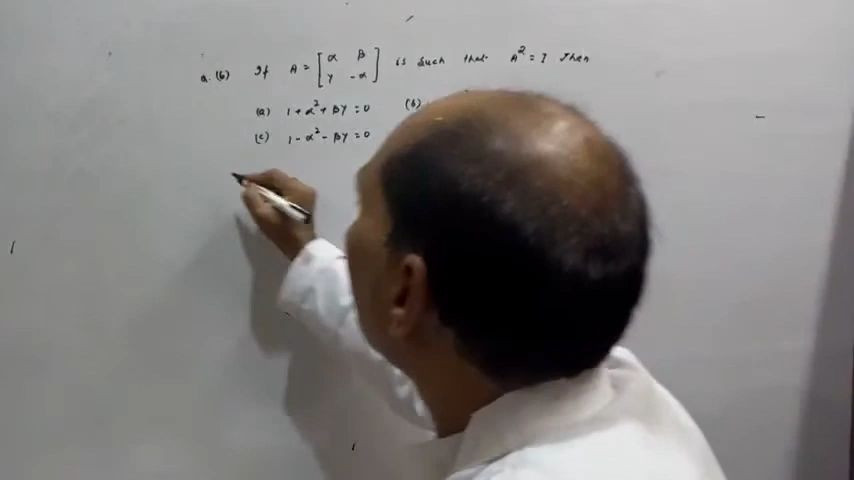 Q.(6) If A = [α β γ -α] is such that A² = I then
(a) 1 + α² + βγ = 0 (b)
(c) 1 - α² - βγ = 0